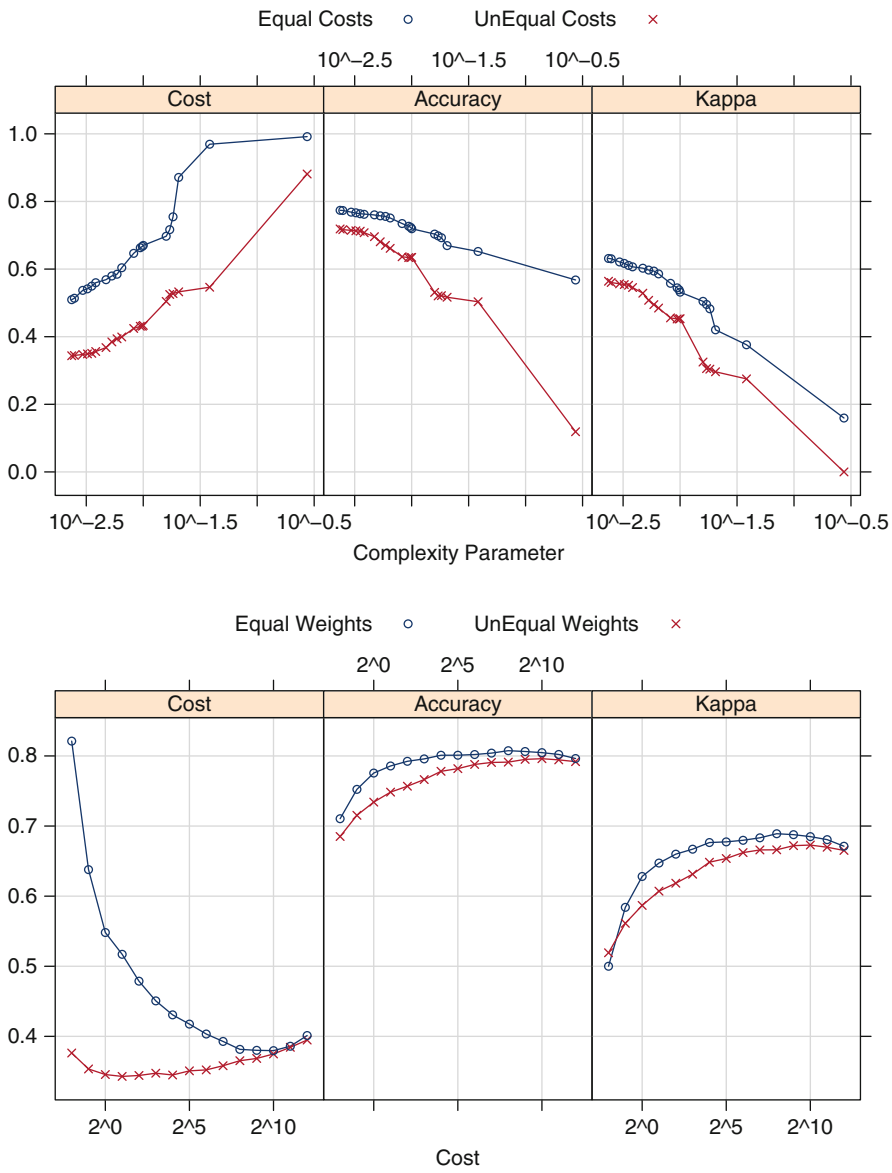 Equal Costs UnEqual Costs
10^−2.5 10^−1.5 10^−0.5
Cost Accuracy Kappa
1.0
0.8
0.6
0.4
0.2
0.0
10^−2.5 10^−1.5 10^−0.5 10^−2.5 10^−1.5 10^−0.5
Complexity Parameter
Equal Weights UnEqual Weights
2^0 2^5 2^10
Cost Accuracy Kappa
0.8
0.7
0.6
0.5
0.4
2^0 2^5 2^10 2^0 2^5 2^10
Cost